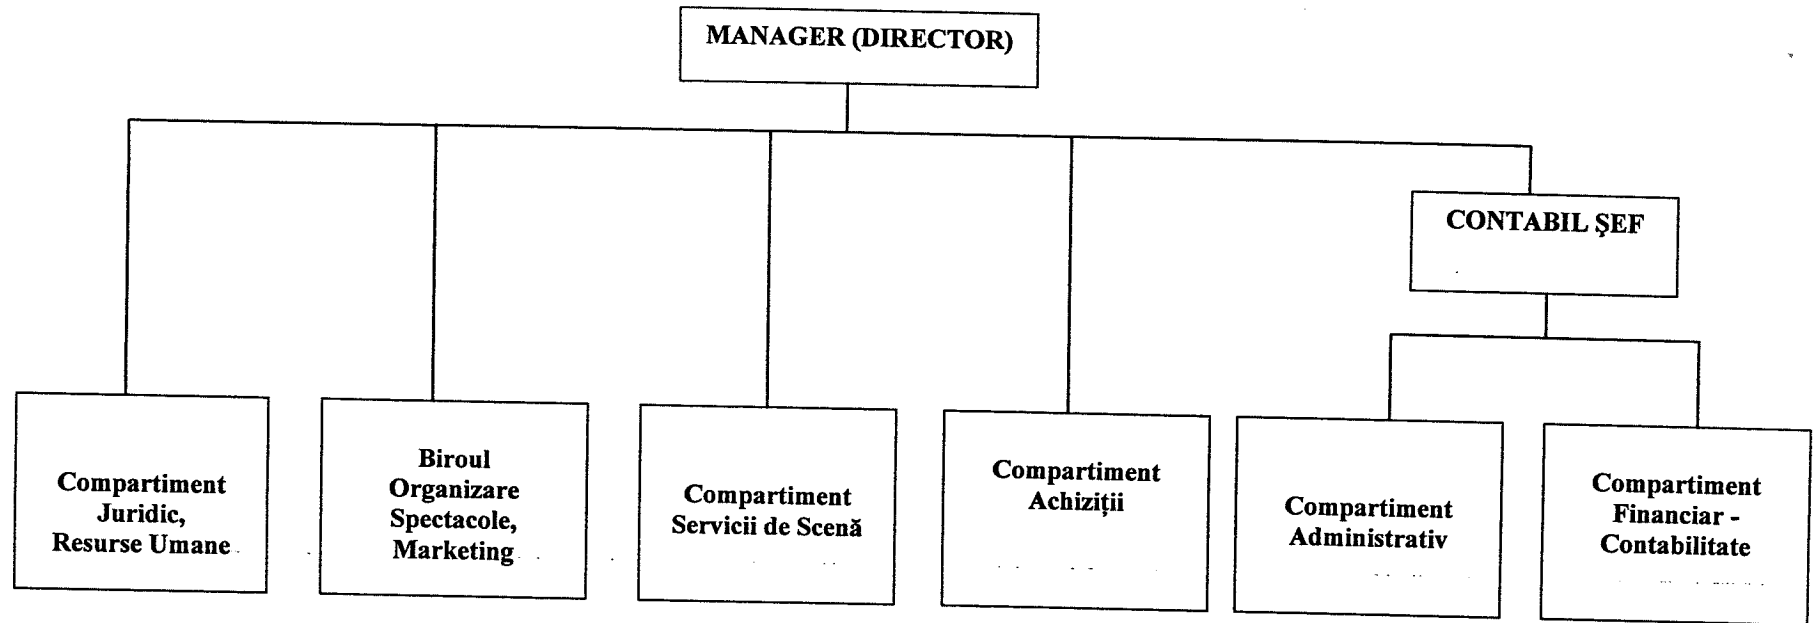 MANAGER (DIRECTOR)
CONTABIL ŞEF
Compartiment
Juridic,
Resurse Umane
Biroul
Organizare
Spectacole,
Marketing
Compartiment
Servicii de Scenă
Compartiment
Achiziții
Compartiment
Administrativ
Compartiment
Financiar -
Contabilitate